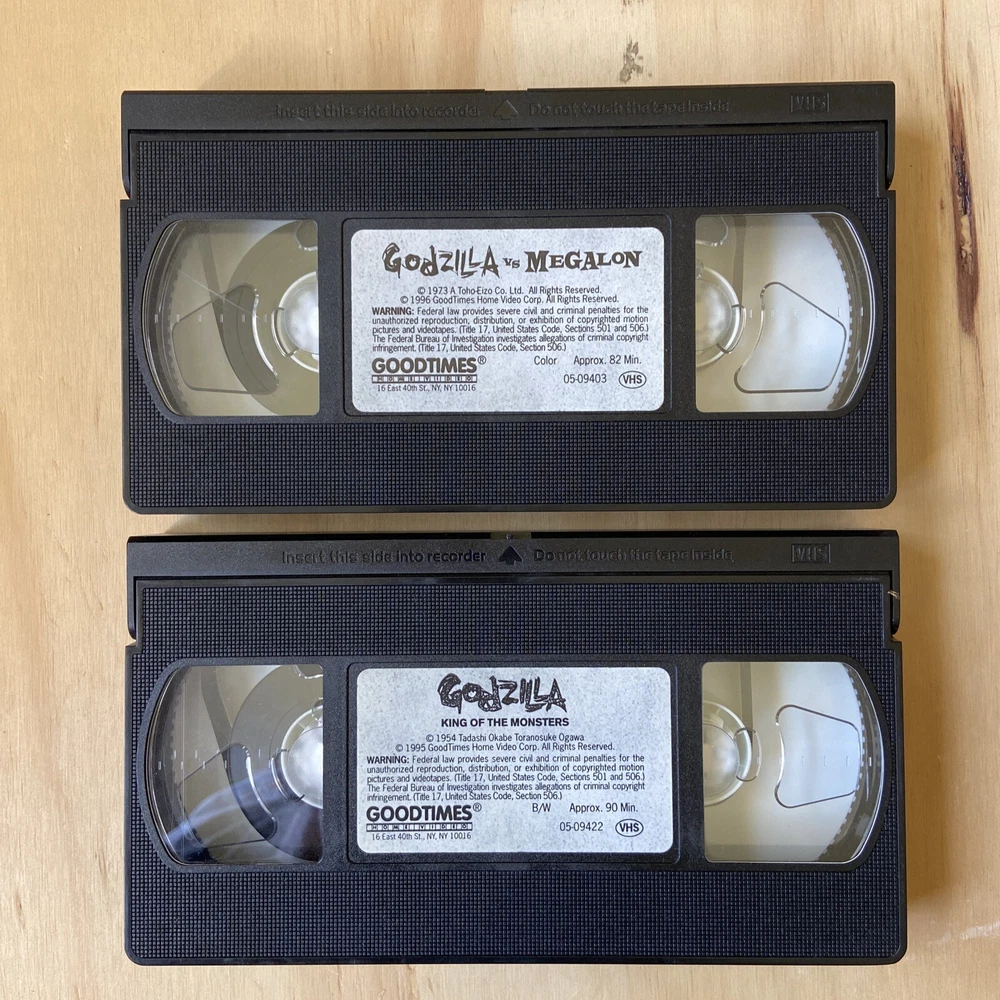 Insert this side into recorder Do not touch the tape inside VHS
GODZILLA VS MEGALON
© 1973 A Toho-Eizo Co. Ltd. All Rights Reserved.
© 1996 GoodTimes Home Video Corp. All Rights Reserved.
WARNING: Federal law provides severe civil and criminal penalties for the
unauthorized reproduction, distribution, or exhibition of copyrighted motion
pictures and videotapes. (Title 17, United States Code, Sections 501 and 506.)
The Federal Bureau of Investigation investigates allegations of criminal copyright
infringement. (Title 17, United States Code, Section 506.)
GOODTIMES® Color Approx. 82 Min.
HOME VIDEO 05-09403 VHS
16 East 40th St., NY, NY 10016
Insert this side into recorder Do not touch the tape inside VHS
GODZILLA
KING OF THE MONSTERS
© 1954 Tadashi Okabe Toranosuke Ogawa
© 1995 GoodTimes Home Video Corp. All Rights Reserved.
WARNING: Federal law provides severe civil and criminal penalties for the
unauthorized reproduction, distribution, or exhibition of copyrighted motion
pictures and videotapes. (Title 17, United States Code, Sections 501 and 506.)
The Federal Bureau of Investigation investigates allegations of criminal copyright
infringement. (Title 17, United States Code, Section 506.)
GOODTIMES® B/W Approx. 90 Min.
HOME VIDEO 05-09422 VHS
16 East 40th St., NY, NY 10016